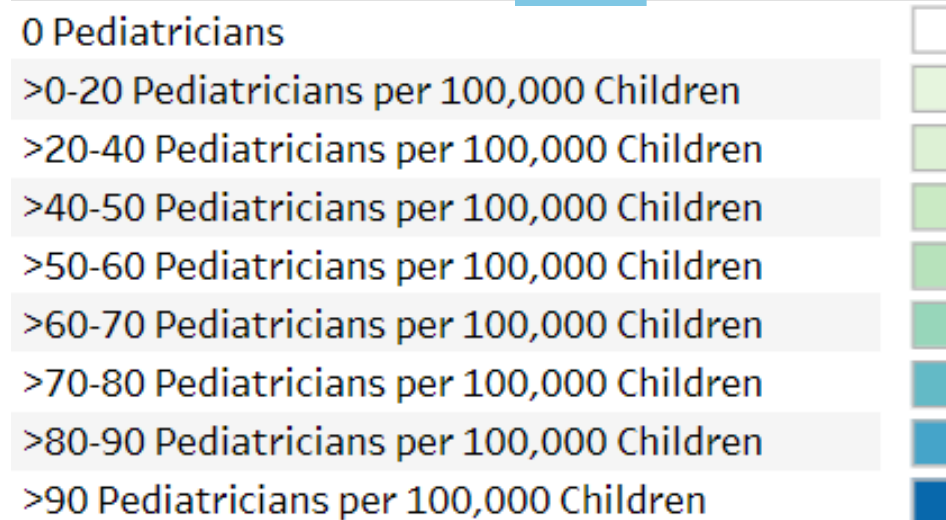 0 Pediatricians
>0-20 Pediatricians per 100,000 Children
>20-40 Pediatricians per 100,000 Children
>40-50 Pediatricians per 100,000 Children
>50-60 Pediatricians per 100,000 Children
>60-70 Pediatricians per 100,000 Children
>70-80 Pediatricians per 100,000 Children
>80-90 Pediatricians per 100,000 Children
>90 Pediatricians per 100,000 Children